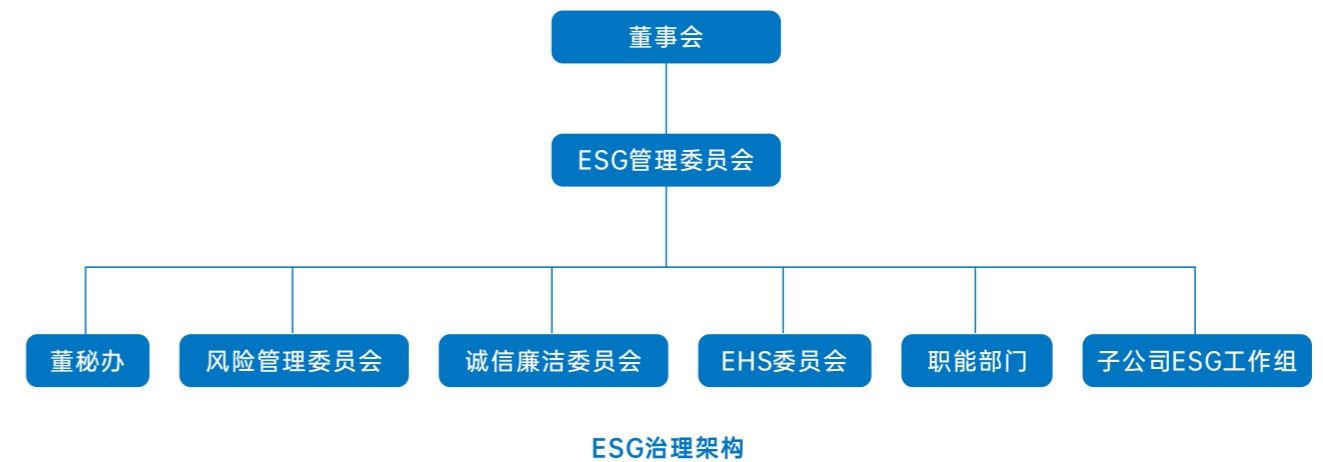 董事会
ESG管理委员会
董秘办
风险管理委员会
诚信廉洁委员会
EHS委员会
职能部门
子公司ESG工作组
ESG治理架构